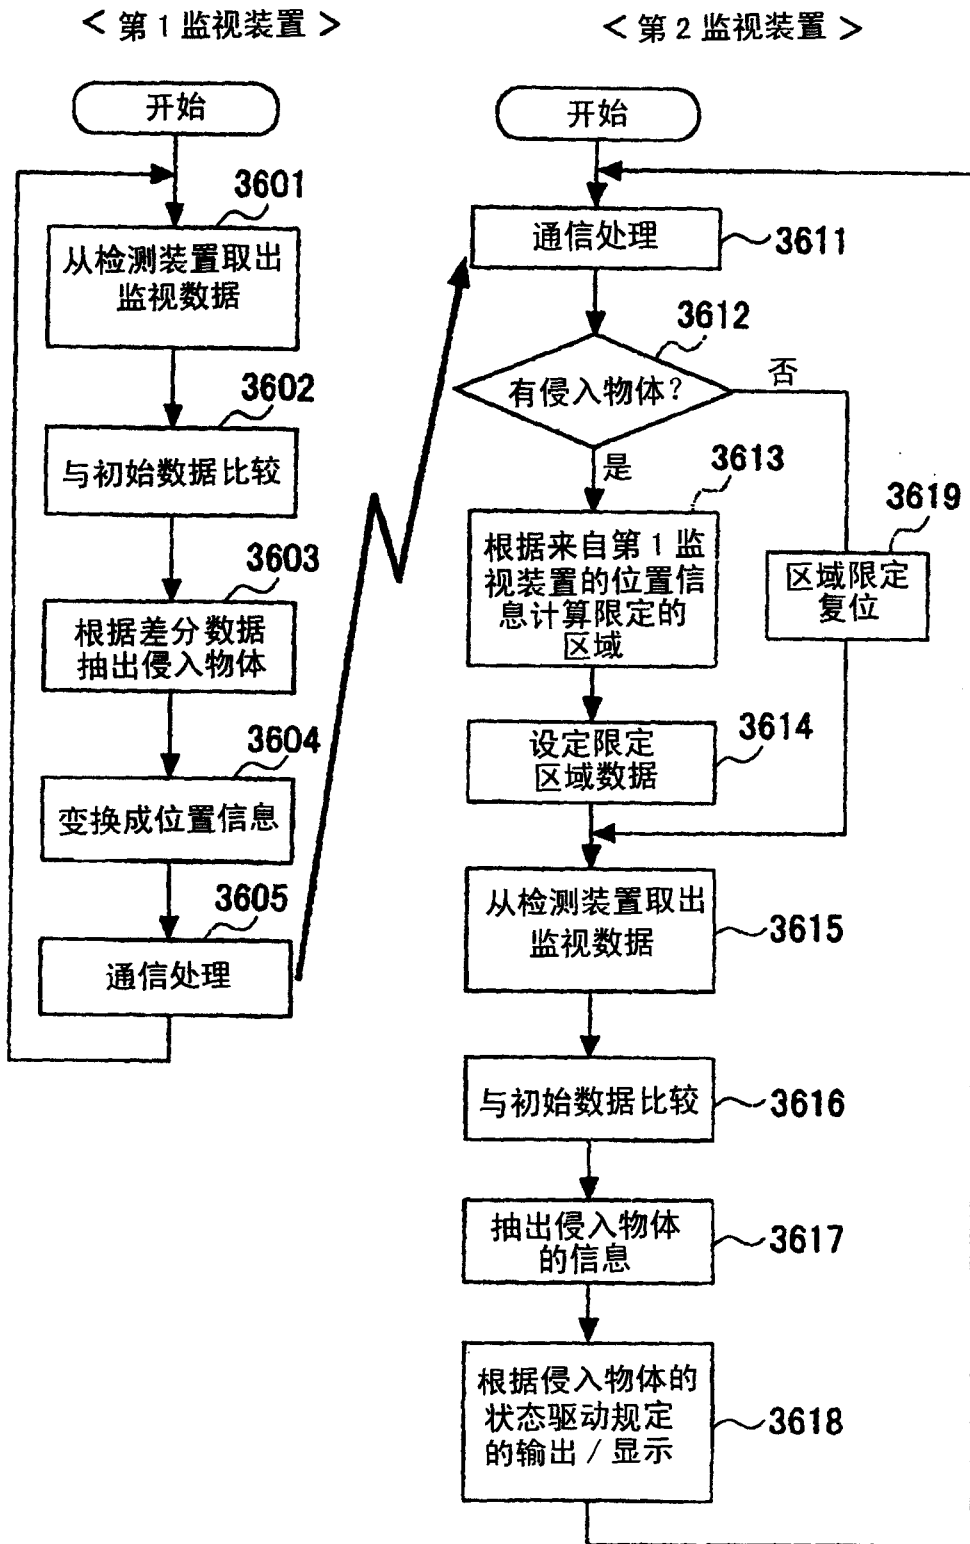 < 第1监视装置 >
开始
3601
从检测装置取出
监视数据
3602
与初始数据比较
3603
根据差分数据
抽出侵入物体
3604
变换成位置信息
3605
通信处理
< 第2监视装置 >
开始
通信处理
3611
3612
有侵入物体?
否
是
3613
根据来自第1监
视装置的位置信
息计算限定的
区域
3619
区域限定
复位
设定限定
区域数据
3614
从检测装置取出
监视数据
3615
与初始数据比较
3616
抽出侵入物体
的信息
3617
根据侵入物体的
状态驱动规定
的输出/显示
3618